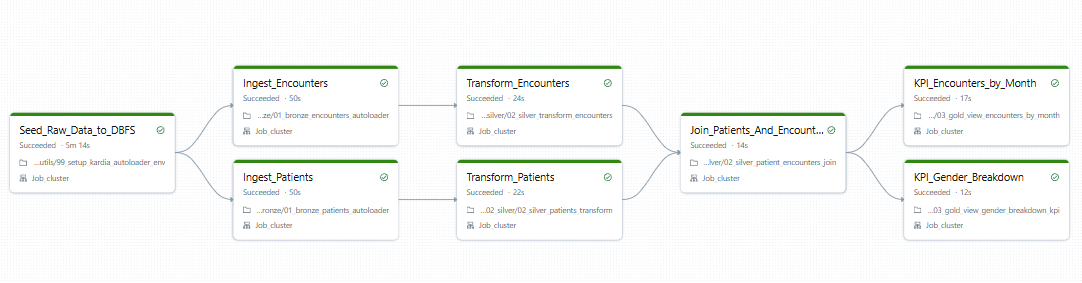 Seed_Raw_Data_to_DBFS
Succeeded · 5m 14s
...utils/99_setup_kardia_autoloader_env
Job_cluster
Ingest_Encounters
Succeeded · 50s
...ze/01_bronze_encounters_autoloader
Job_cluster
Ingest_Patients
Succeeded · 50s
...ronze/01_bronze_patients_autoloader
Job_cluster
Transform_Encounters
Succeeded · 24s
...silver/02_silver_transform_encounters
Job_cluster
Transform_Patients
Succeeded · 22s
...02_silver/02_silver_patients_transform
Job_cluster
Join_Patients_And_Encount...
Succeeded · 14s
...lver/02_silver_patient_encounters_join
Job_cluster
KPI_Encounters_by_Month
Succeeded · 17s
.../03_gold_view_encounters_by_month
Job_cluster
KPI_Gender_Breakdown
Succeeded · 12s
...03_gold_view_gender_breakdown_kpi
Job_cluster